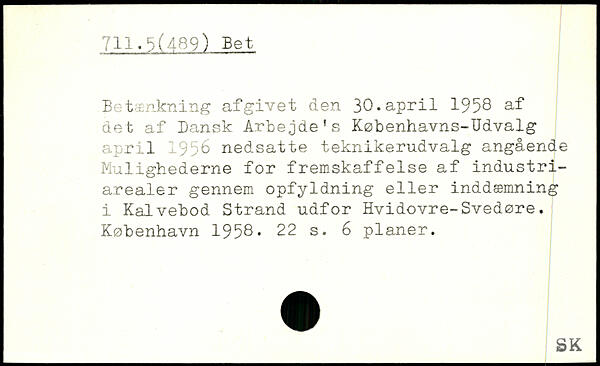 711.5(489) Bet
Betænkning afgivet den 30.april 1958 af
det af Dansk Arbejde's Københavns-Udvalg
april 1956 nedsatte teknikerudvalg angående
Mulighederne for fremskaffelse af industri-
arealer gennem opfyldning eller inddæmning
i Kalvebod Strand udfor Hvidovre-Svedøre.
København 1958. 22 s. 6 planer.
SK